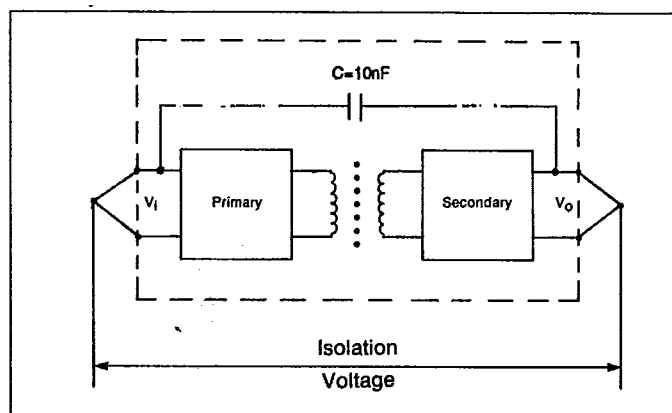 C=10nF
Vi
Primary
Secondary
Vo
Isolation
Voltage